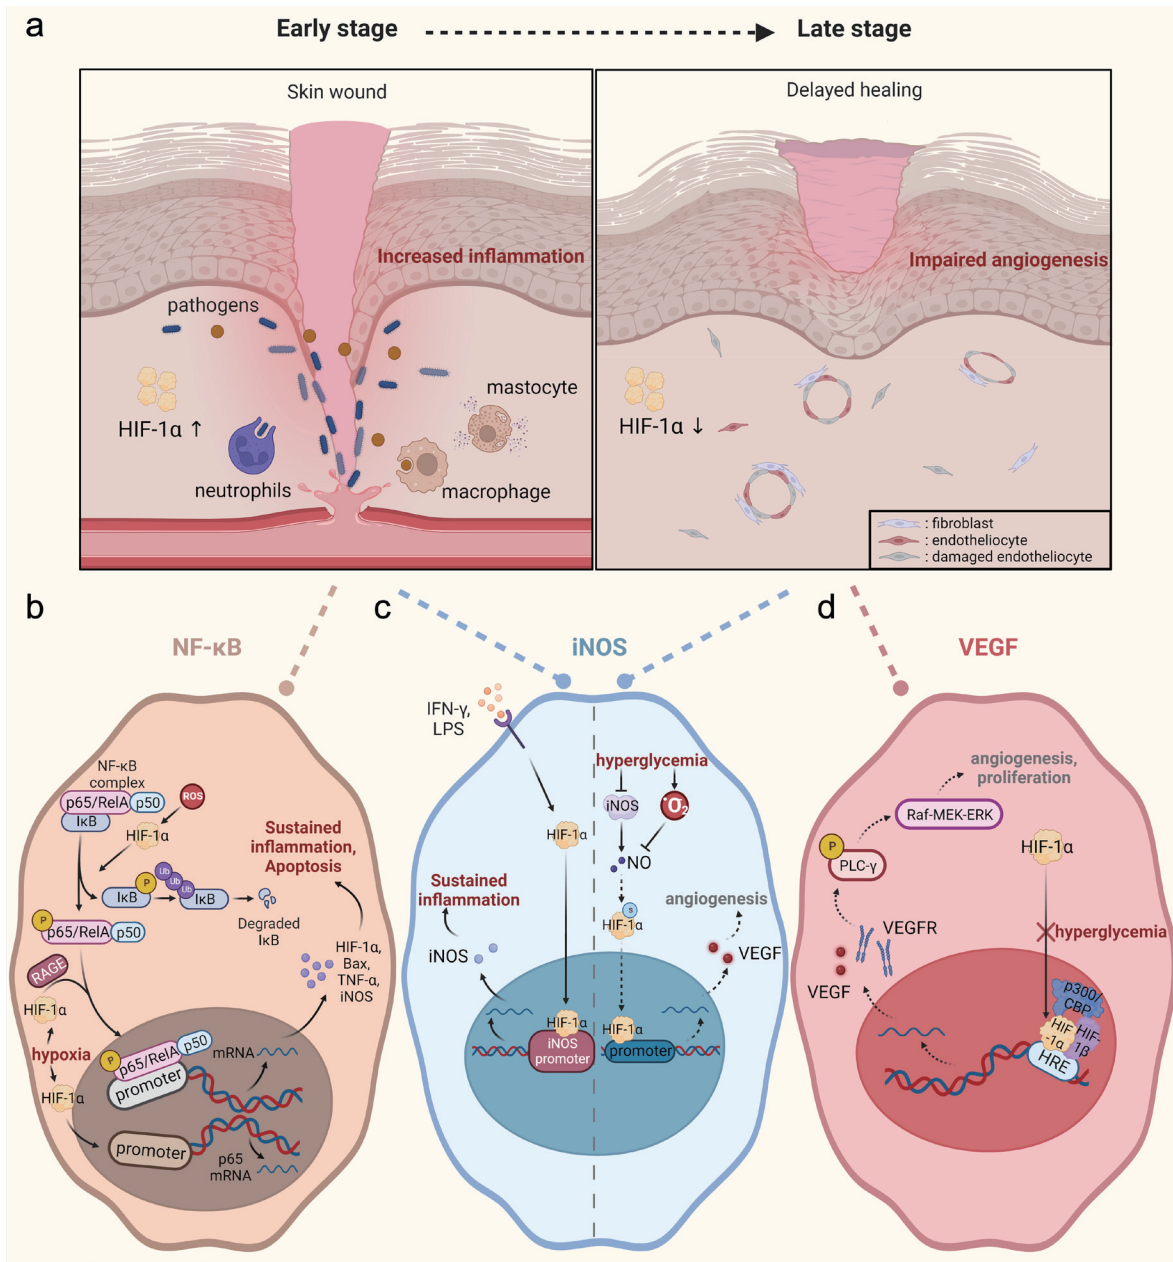 a
Early stage
Late stage
Skin wound
Increased inflammation
pathogens
HIF-1α ↑
neutrophils
mastocyte
macrophage
Delayed healing
Impaired angiogenesis
HIF-1α ↓
: fibroblast
: endotheliocyte
: damaged endotheliocyte
b
NF-κB
NF-κB
complex
p65/RelA
p50
IκB
ROS
HIF-1α
IκB
P
Ub
Ub
Ub
IκB
Degraded
IκB
P
p65/RelA
p50
RAGE
HIF-1α
hypoxia
HIF-1α
Sustained
inflammation,
Apoptosis
HIF-1α,
Bax,
TNF-α,
iNOS
P
p65/RelA
p50
promoter
mRNA
promoter
p65
mRNA
c
iNOS
IFN-γ,
LPS
HIF-1α
Sustained
inflammation
iNOS
HIF-1α
iNOS
promoter
hyperglycemia
iNOS
O2
NO
S
HIF-1α
angiogenesis
VEGF
HIF-1α
promoter
d
VEGF
angiogenesis,
proliferation
Raf-MEK-ERK
P
PLC-γ
VEGFR
VEGF
HIF-1α
hyperglycemia
p300/
CBP
HIF
-1α
HIF-
1β
HRE